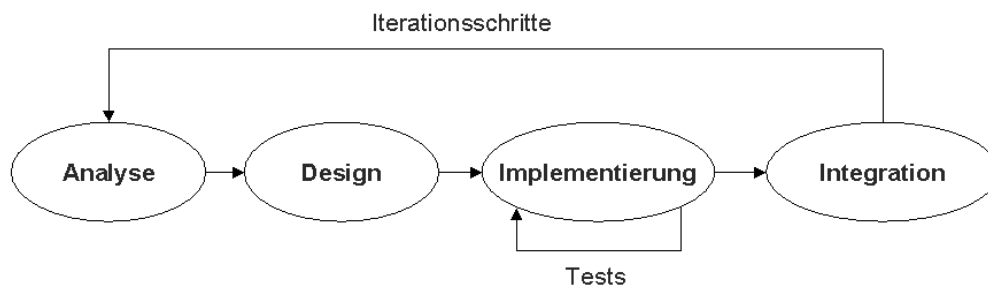 Iterationsschritte
Analyse
Design
Implementierung
Integration
Tests